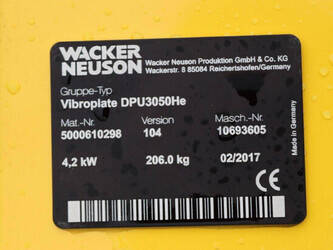 WACKER
NEUSON
Wacker Neuson Produktion GmbH & Co. KG
Wackerstr. 8 85084 Reichertshofen/Germany
Gruppe-Typ
Vibroplate DPU3050He
Mat.-Nr. Version Masch.-Nr.
5000610298 104 10693605
4,2 kW 206.0 kg 02/2017
CE
Made in Germany